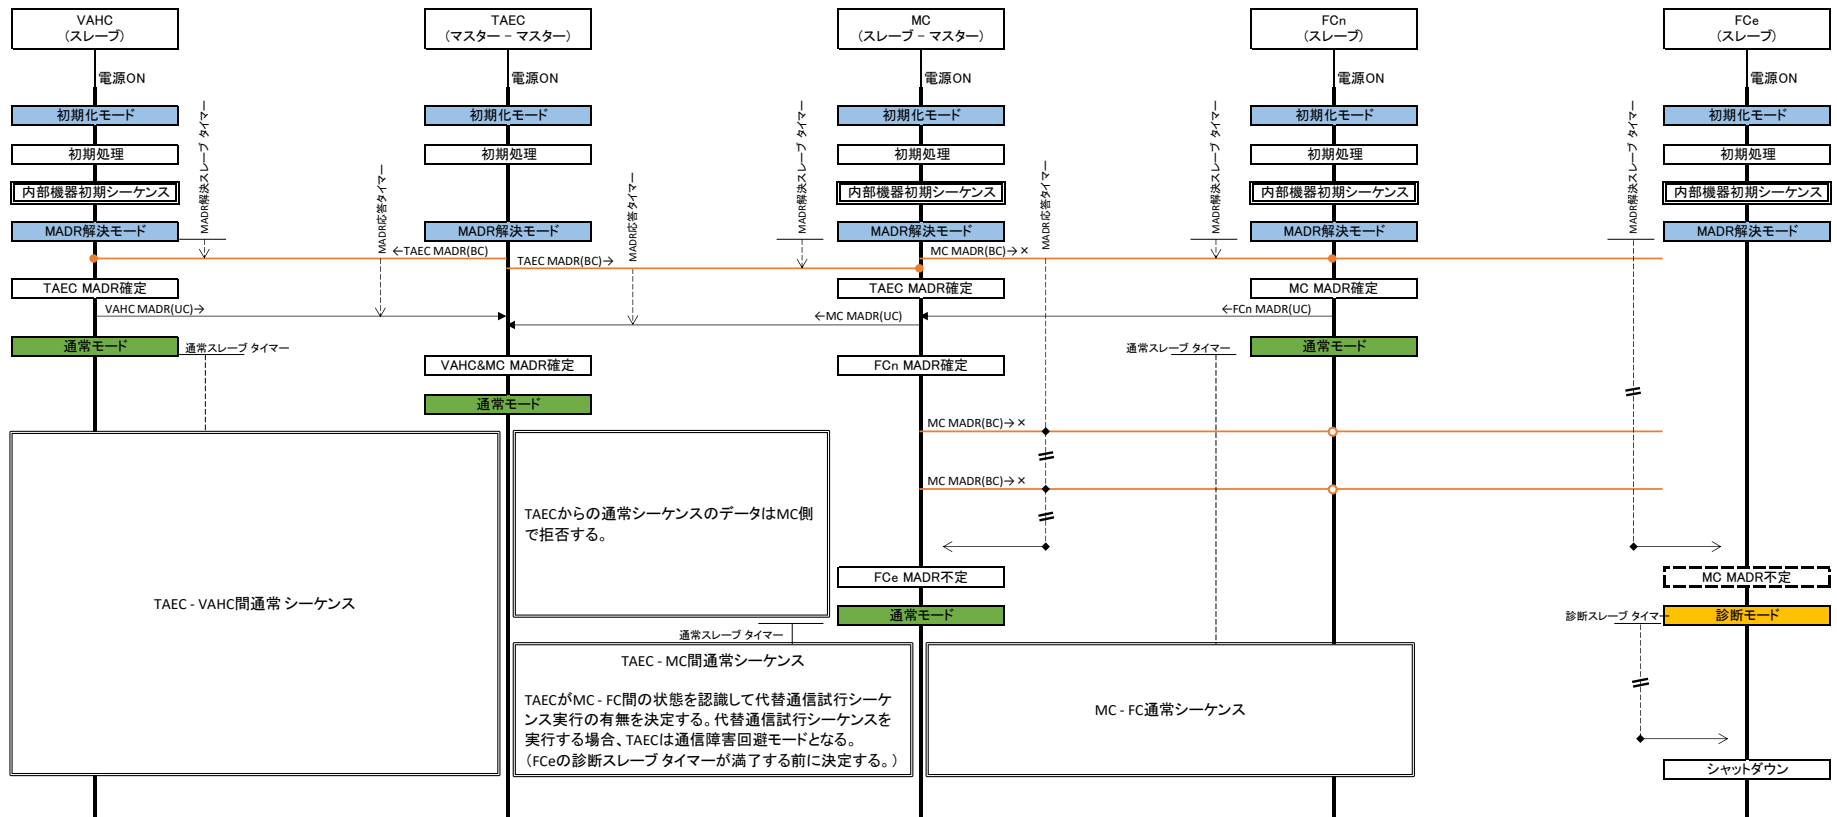 VAHC
(スレーブ)
TAEC
(マスター - マスター)
MC
(スレーブ - マスター)
FCn
(スレーブ)
FCe
(スレーブ)
電源ON
電源ON
電源ON
電源ON
電源ON
初期化モード
初期化モード
初期化モード
初期化モード
初期化モード
初期処理
初期処理
初期処理
初期処理
初期処理
内部機器初期シーケンス
内部機器初期シーケンス
内部機器初期シーケンス
内部機器初期シーケンス
MADR解決スレーブ タイマー
MADR応答タイマー
MADR応答タイマー
MADR解決スレーブ タイマー
MADR応答タイマー
MADR解決スレーブ タイマー
MADR解決スレーブ タイマー
MADR解決モード
MADR解決モード
MADR解決モード
MADR解決モード
MADR解決モード
←TAEC MADR(BC)
TAEC MADR(BC)→
MC MADR(BC)→×
TAEC MADR確定
TAEC MADR確定
MC MADR確定
VAHC MADR(UC)→
←MC MADR(UC)
←FCn MADR(UC)
通常モード
通常スレーブ タイマー
通常スレーブ タイマー
通常モード
VAHC&MC MADR確定
FCn MADR確定
通常モード
MC MADR(BC)→×
MC MADR(BC)→×
TAECからの通常シーケンスのデータはMC側
で拒否する。
FCe MADR不定
MC MADR不定
TAEC - VAHC間通常シーケンス
通常モード
診断スレーブ タイマー
診断モード
通常スレーブ タイマー
TAEC - MC間通常シーケンス
TAECがMC - FC間の状態を認識して代替通信試行シーケ
ンス実行の有無を決定する。代替通信試行シーケンスを
実行する場合、TAECは通信障害回避モードとなる。
(FCeの診断スレーブ タイマーが満了する前に決定する。)
MC - FC通常シーケンス
シャットダウン